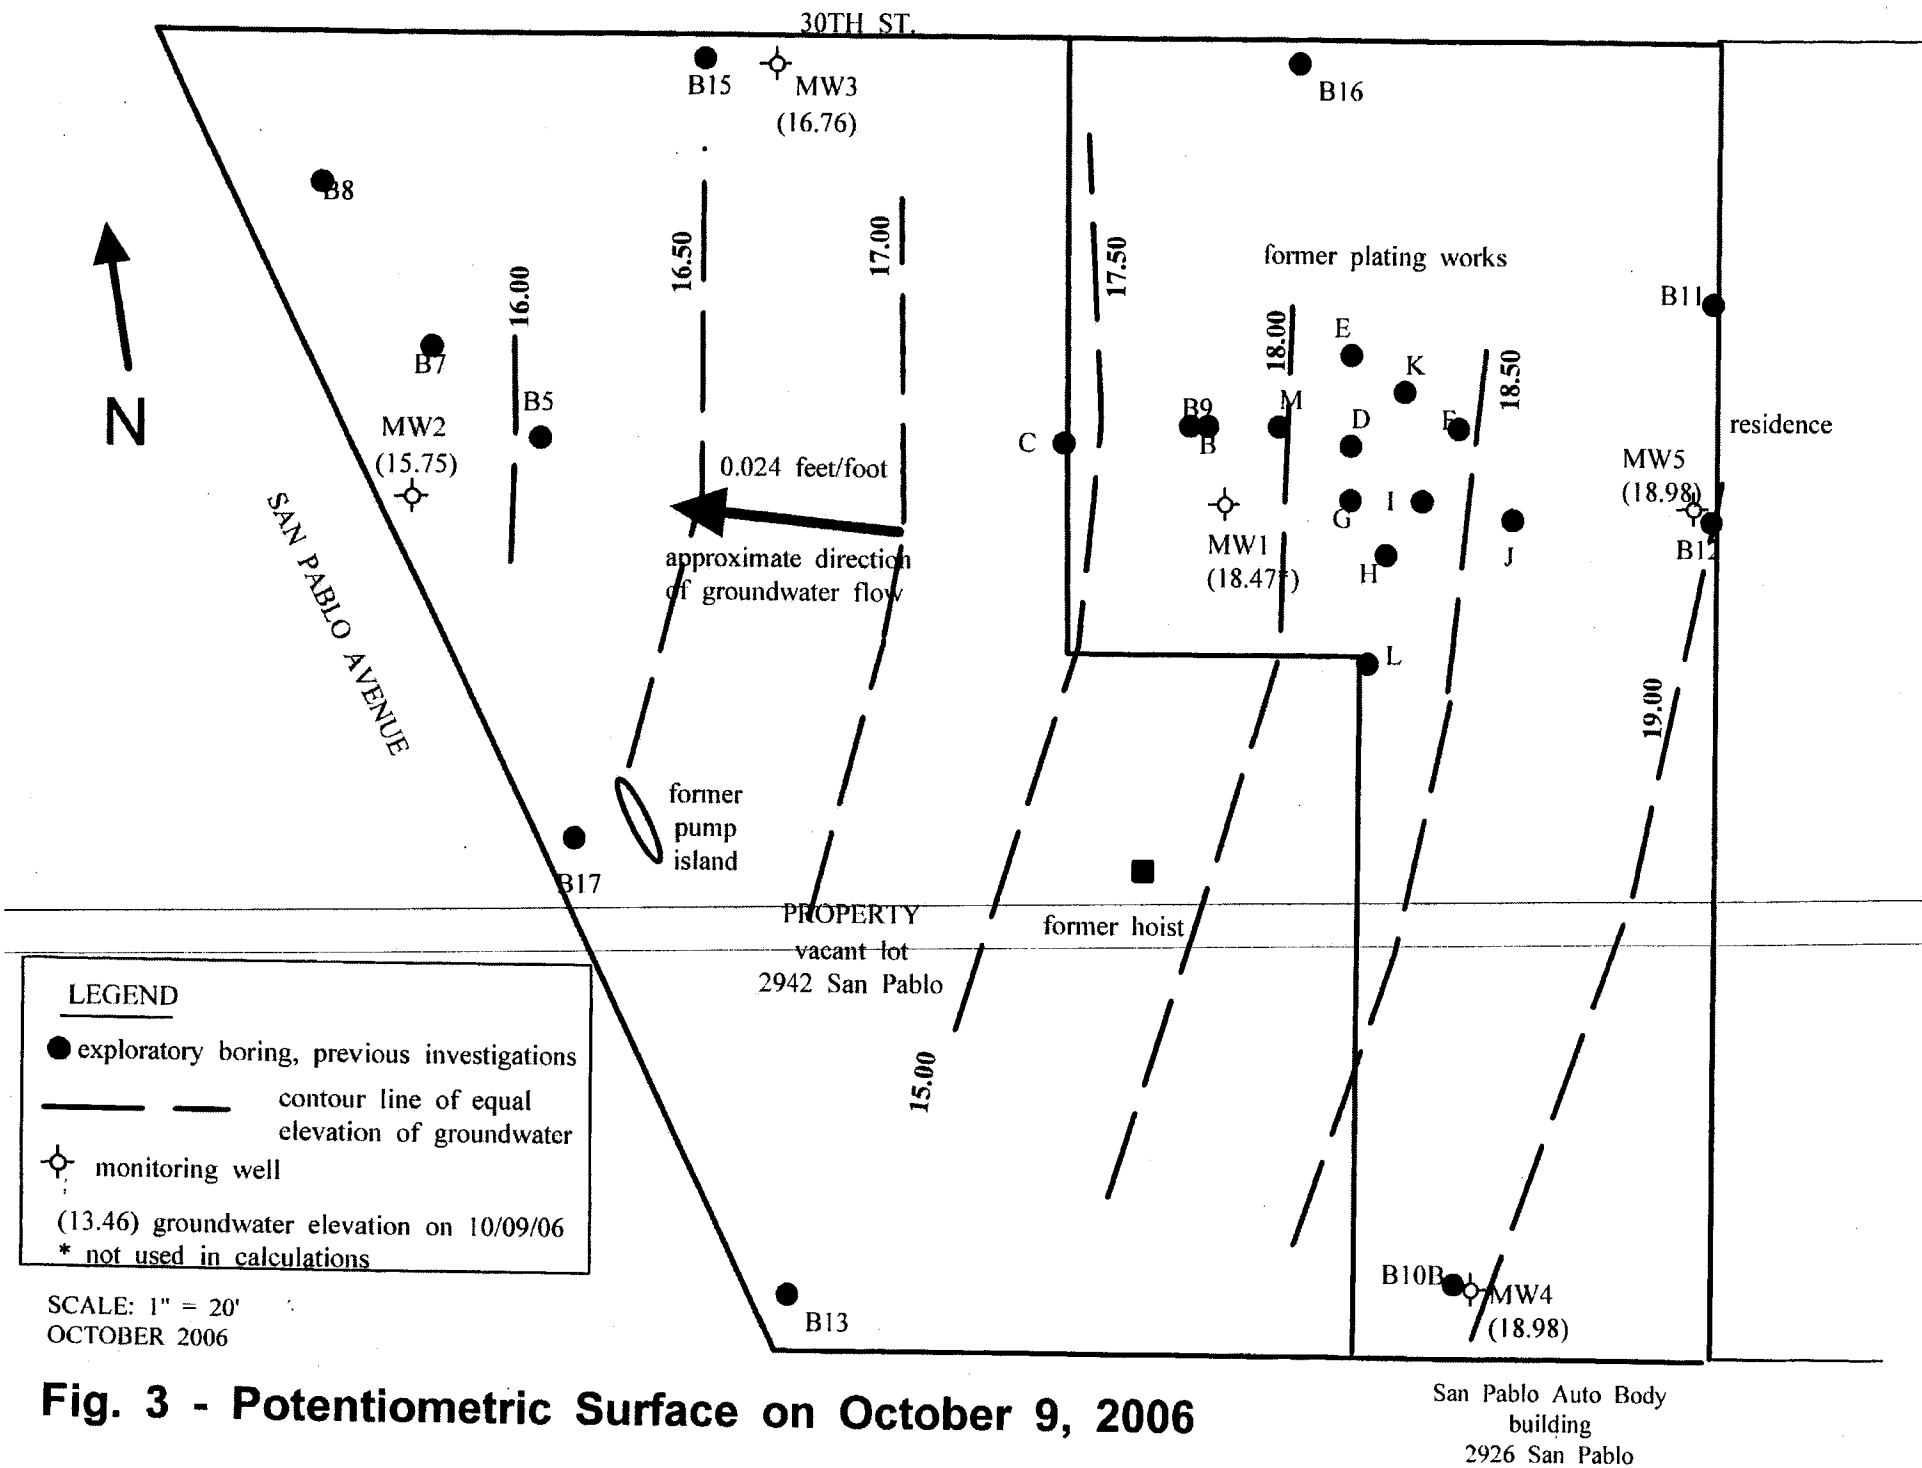 30TH ST.
B15
MW3
(16.76)
B16
B8
16.00
16.50
17.00
17.50
former plating works
B11
18.00
E
K
18.50
B7
B5
MW2
(15.75)
N
C
B9
B
M
D
F
residence
0.024 feet/foot
MW5
(18.98)
G
I
J
B12
MW1
(18.47*)
H
approximate direction
of groundwater flow
SAN PABLO AVENUE
L
19.00
former
pump
island
B17
PROPERTY
vacant lot
2942 San Pablo
former hoist
15.00
LEGEND
exploratory boring, previous investigations
contour line of equal
elevation of groundwater
monitoring well
(13.46) groundwater elevation on 10/09/06
* not used in calculations
B10B
MW4
(18.98)
B13
SCALE: 1" = 20'
OCTOBER 2006
Fig. 3 - Potentiometric Surface on October 9, 2006
San Pablo Auto Body
building
2926 San Pablo